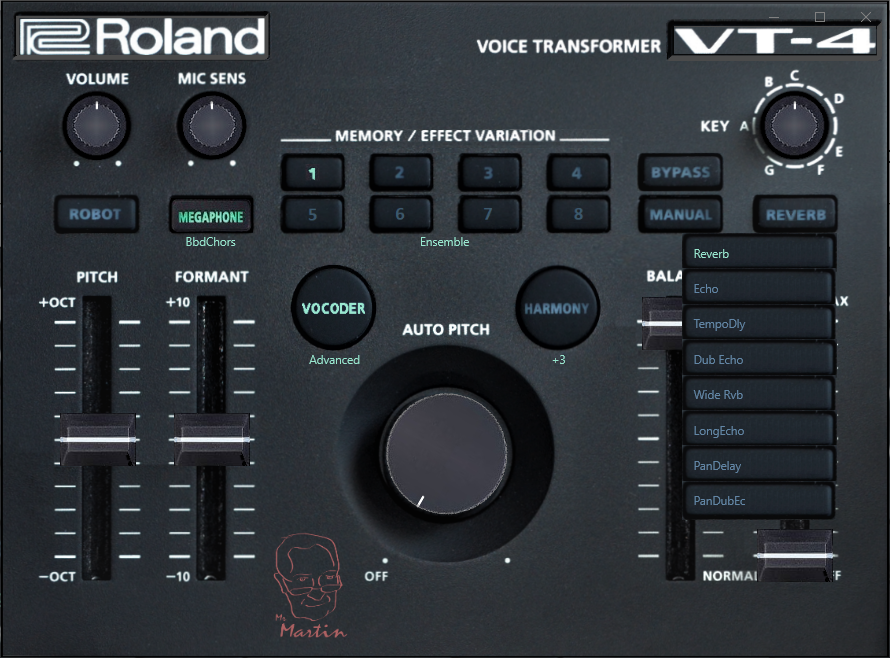 Roland
VOICE TRANSFORMER VT-4
VOLUME
MIC SENS
KEY
A
B
C
D
E
F
G
MEMORY / EFFECT VARIATION
1
2
3
4
BYPASS
ROBOT
MEGAPHONE
5
6
7
8
MANUAL
REVERB
BbdChors
Ensemble
Reverb
Echo
TempoDly
Dub Echo
Wide Rvb
LongEcho
PanDelay
PanDubEc
PITCH
FORMANT
+OCT
+10
VOCODER
HARMONY
Advanced
+3
AUTO PITCH
-OCT
-10
OFF
Mr
Martin